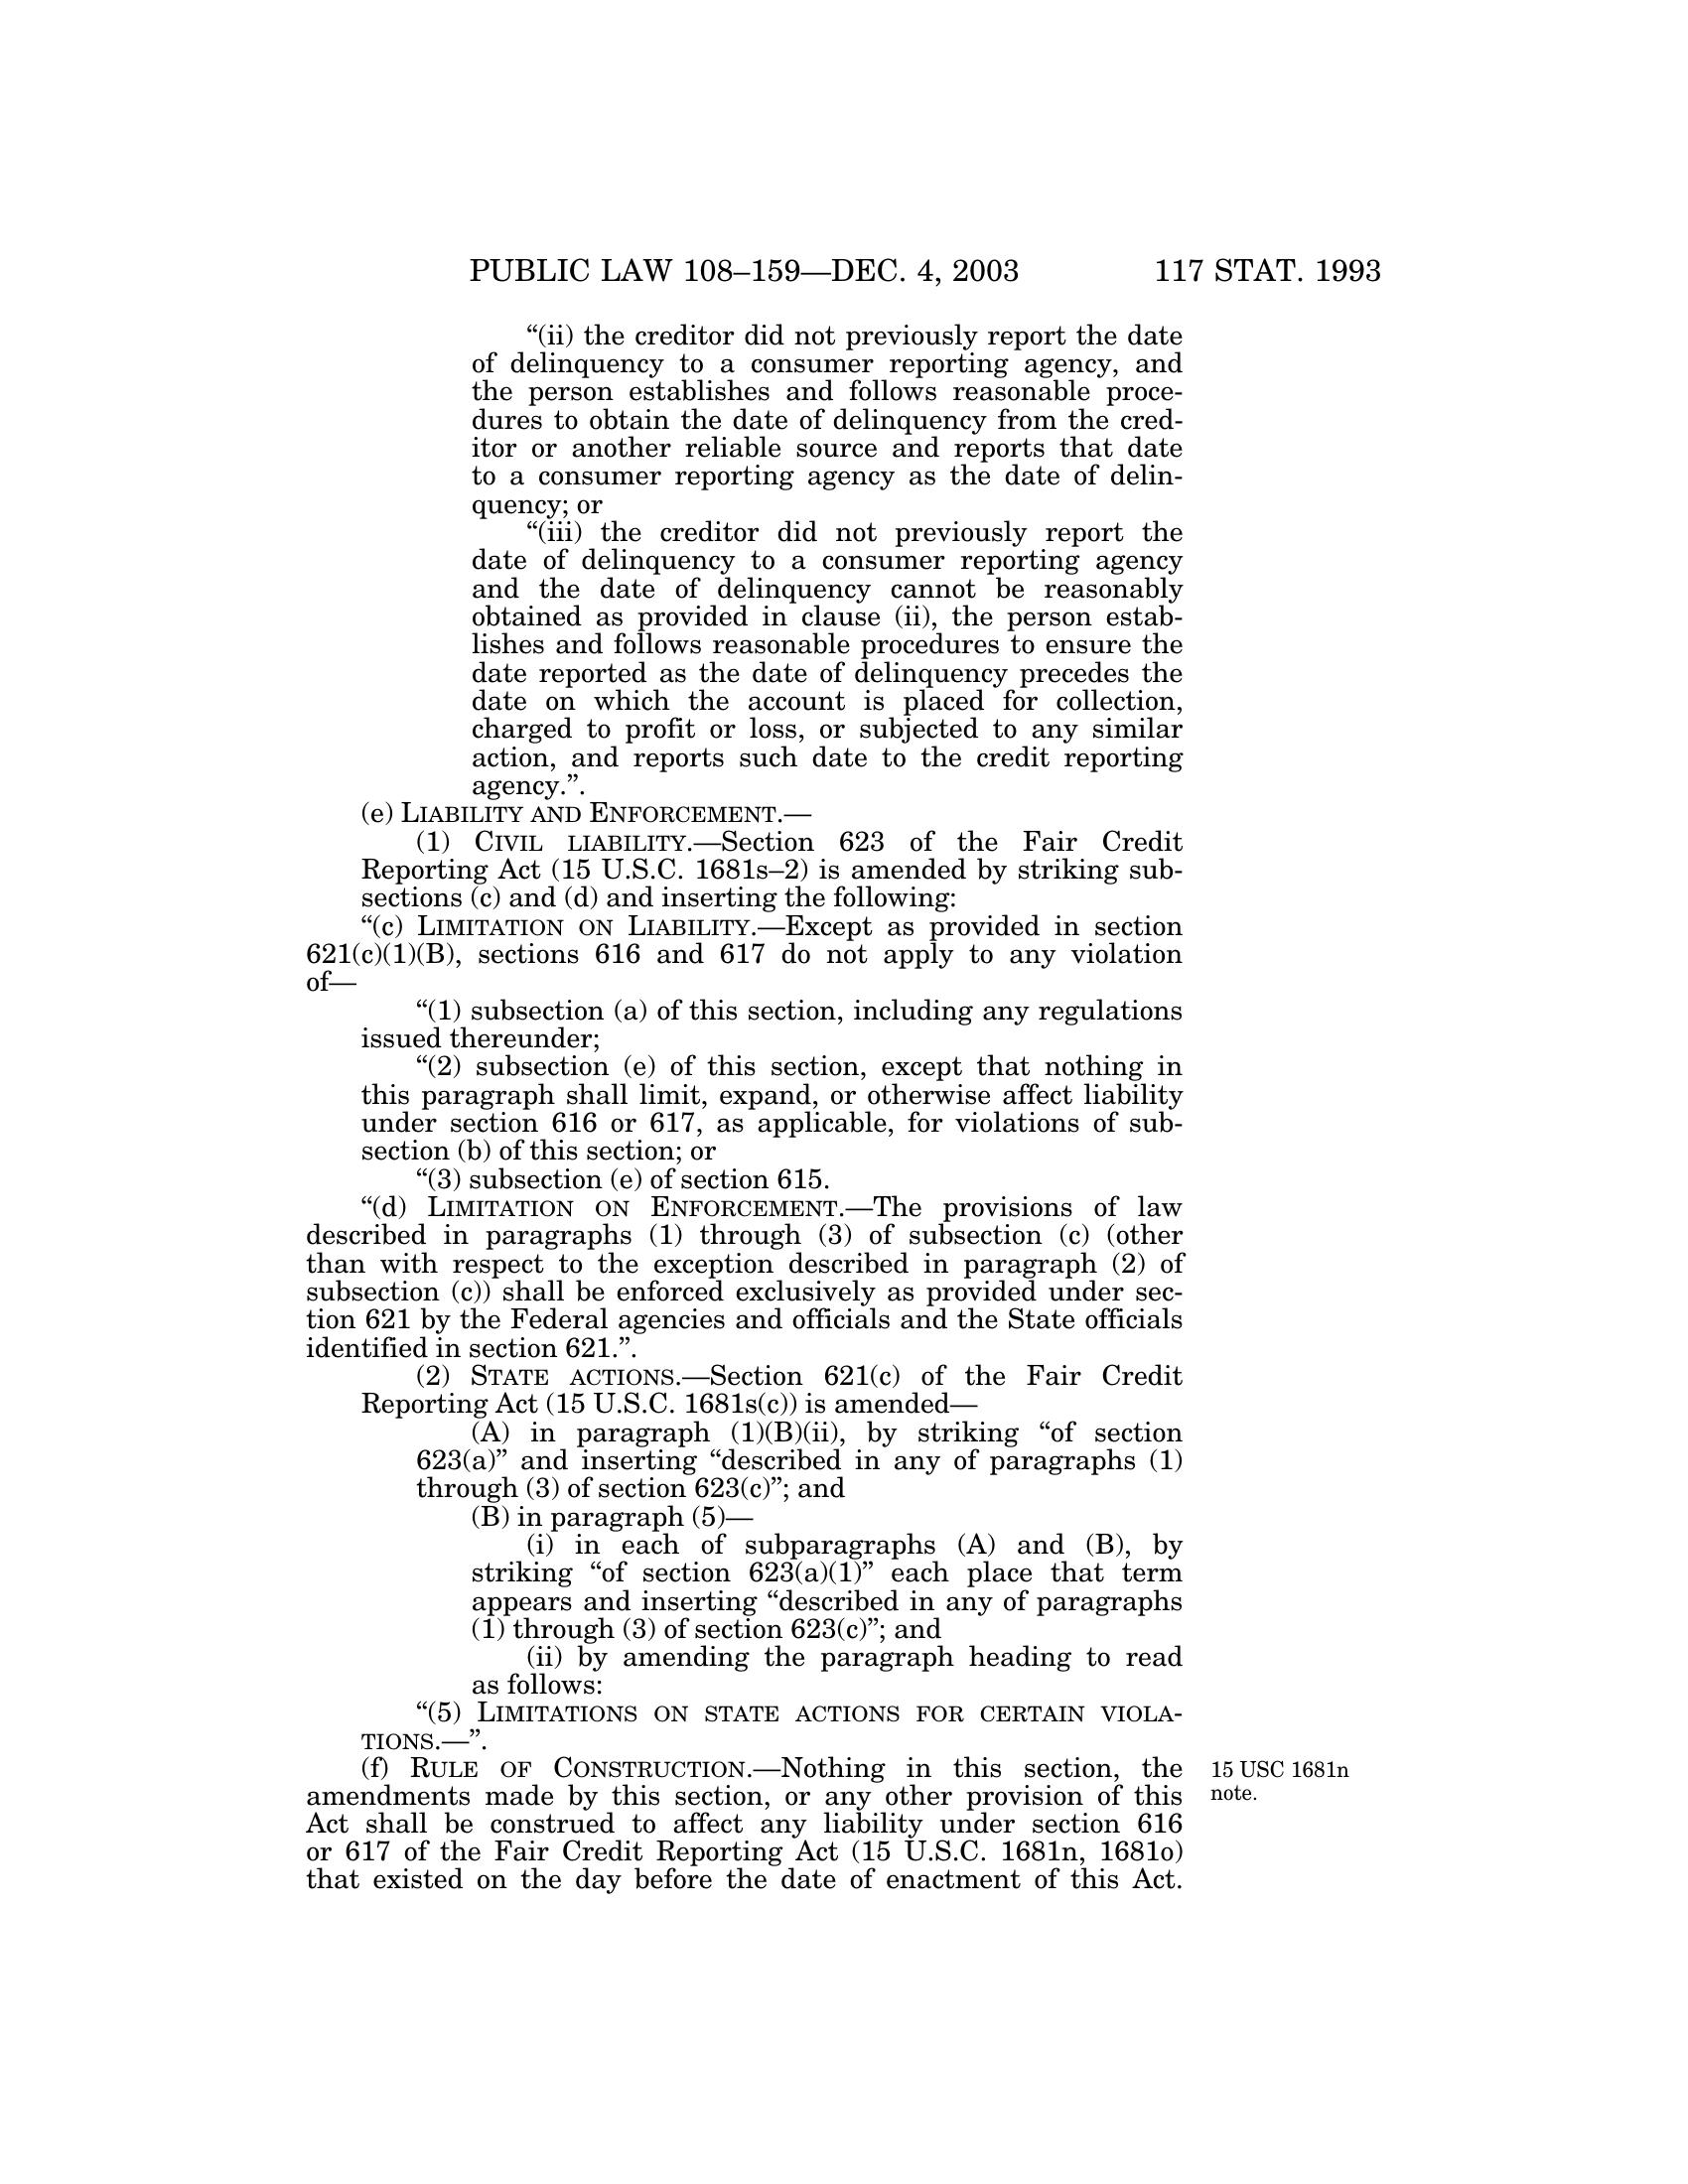 PUBLIC LAW 108–159—DEC. 4, 2003 117 STAT. 1993
“(ii) the creditor did not previously report the date
of delinquency to a consumer reporting agency, and
the person establishes and follows reasonable proce-
dures to obtain the date of delinquency from the cred-
itor or another reliable source and reports that date
to a consumer reporting agency as the date of delin-
quency; or
“(iii) the creditor did not previously report the
date of delinquency to a consumer reporting agency
and the date of delinquency cannot be reasonably
obtained as provided in clause (ii), the person estab-
lishes and follows reasonable procedures to ensure the
date reported as the date of delinquency precedes the
date on which the account is placed for collection,
charged to profit or loss, or subjected to any similar
action, and reports such date to the credit reporting
agency.”.
(e) LIABILITY AND ENFORCEMENT.—
(1) CIVIL LIABILITY.—Section 623 of the Fair Credit
Reporting Act (15 U.S.C. 1681s–2) is amended by striking sub-
sections (c) and (d) and inserting the following:
“(c) LIMITATION ON LIABILITY.—Except as provided in section
621(c)(1)(B), sections 616 and 617 do not apply to any violation
of—
“(1) subsection (a) of this section, including any regulations
issued thereunder;
“(2) subsection (e) of this section, except that nothing in
this paragraph shall limit, expand, or otherwise affect liability
under section 616 or 617, as applicable, for violations of sub-
section (b) of this section; or
“(3) subsection (e) of section 615.
“(d) LIMITATION ON ENFORCEMENT.—The provisions of law
described in paragraphs (1) through (3) of subsection (c) (other
than with respect to the exception described in paragraph (2) of
subsection (c)) shall be enforced exclusively as provided under sec-
tion 621 by the Federal agencies and officials and the State officials
identified in section 621.”.
(2) STATE ACTIONS.—Section 621(c) of the Fair Credit
Reporting Act (15 U.S.C. 1681s(c)) is amended—
(A) in paragraph (1)(B)(ii), by striking “of section
623(a)” and inserting “described in any of paragraphs (1)
through (3) of section 623(c)”; and
(B) in paragraph (5)—
(i) in each of subparagraphs (A) and (B), by
striking “of section 623(a)(1)” each place that term
appears and inserting “described in any of paragraphs
(1) through (3) of section 623(c)”; and
(ii) by amending the paragraph heading to read
as follows:
“(5) LIMITATIONS ON STATE ACTIONS FOR CERTAIN VIOLA-
TIONS.—”.
(f) RULE OF CONSTRUCTION.—Nothing in this section, the
amendments made by this section, or any other provision of this
Act shall be construed to affect any liability under section 616
or 617 of the Fair Credit Reporting Act (15 U.S.C. 1681n, 1681o)
that existed on the day before the date of enactment of this Act.
15 USC 1681n
note.